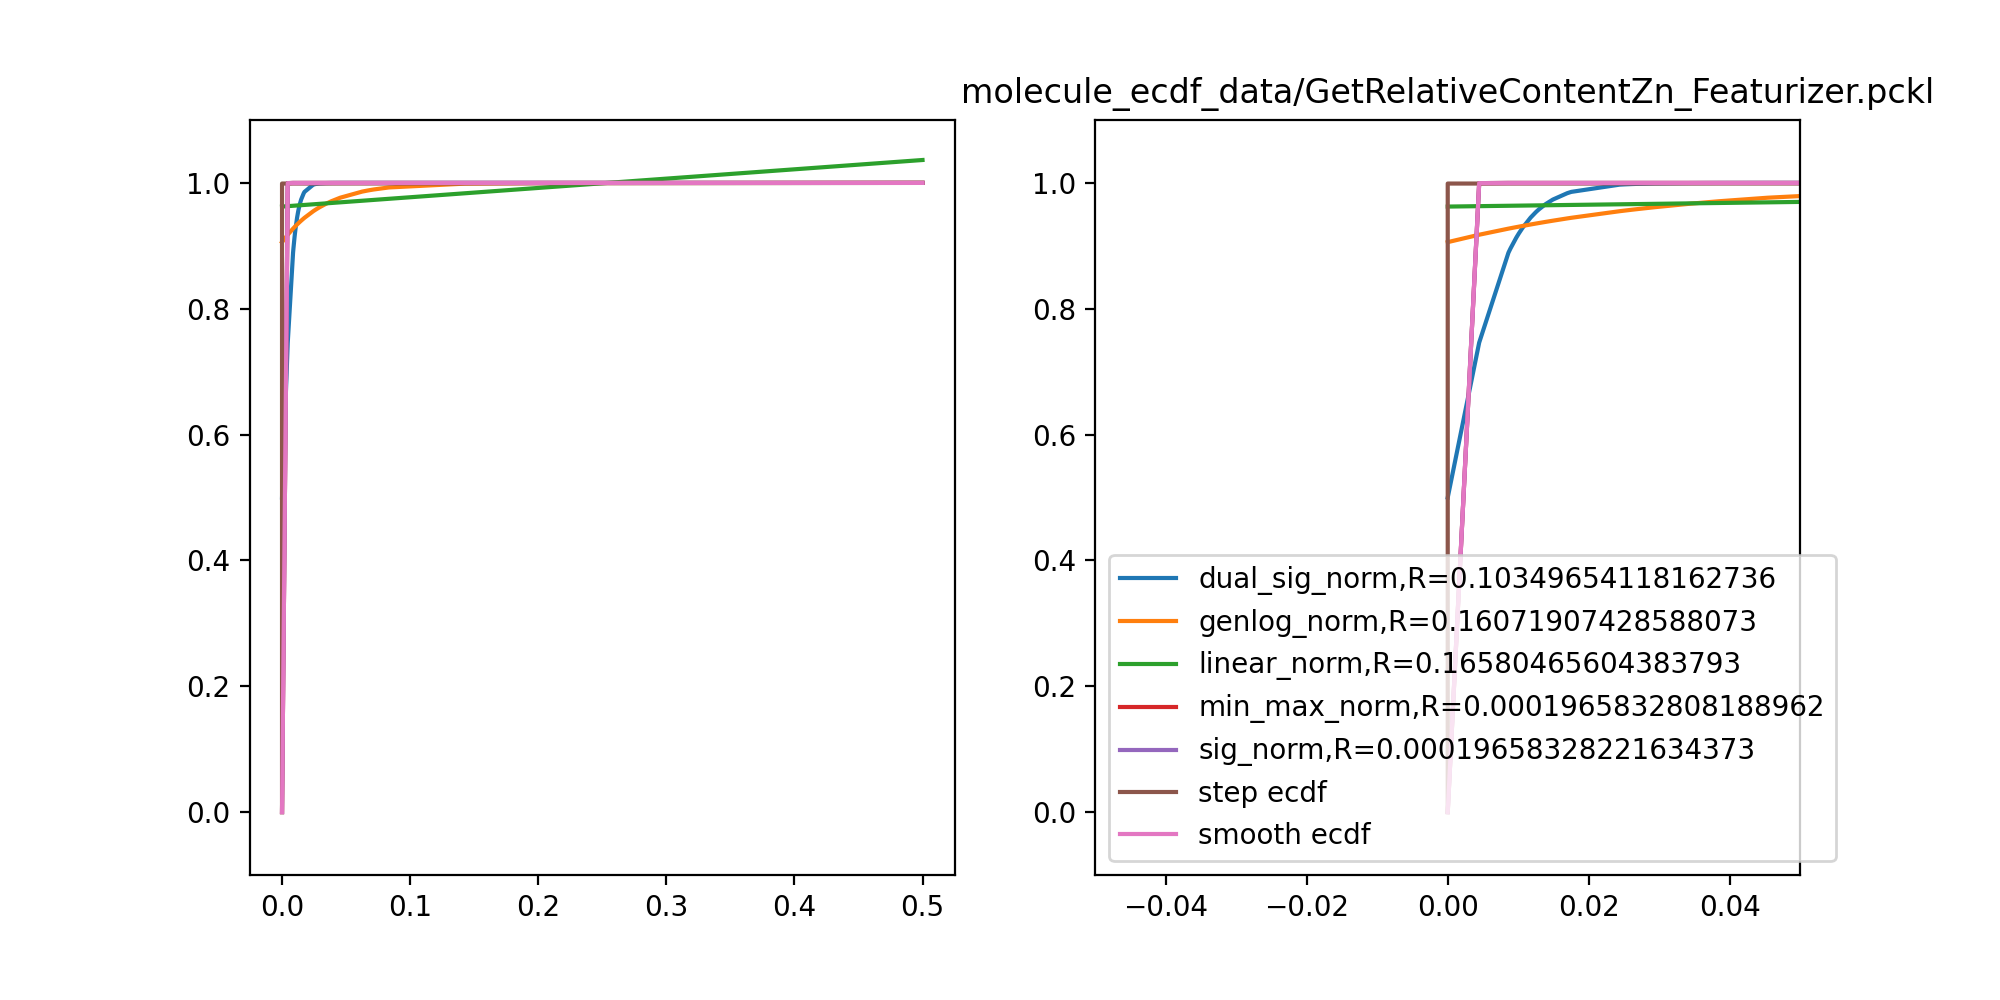 molecule_ecdf_data/GetRelativeContentZn_Featurizer.pckl
1.0
0.8
0.6
0.4
0.2
0.0
0.0 0.1 0.2 0.3 0.4 0.5
1.0
0.8
0.6
0.4
0.2
0.0
dual_sig_norm,R=0.10349654118162736
genlog_norm,R=0.16071907428588073
linear_norm,R=0.16580465604383793
min_max_norm,R=0.0001965832808188962
sig_norm,R=0.00019658328221634373
step ecdf
smooth ecdf
−0.04 −0.02 0.00 0.02 0.04